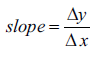 slope = Δy / Δx